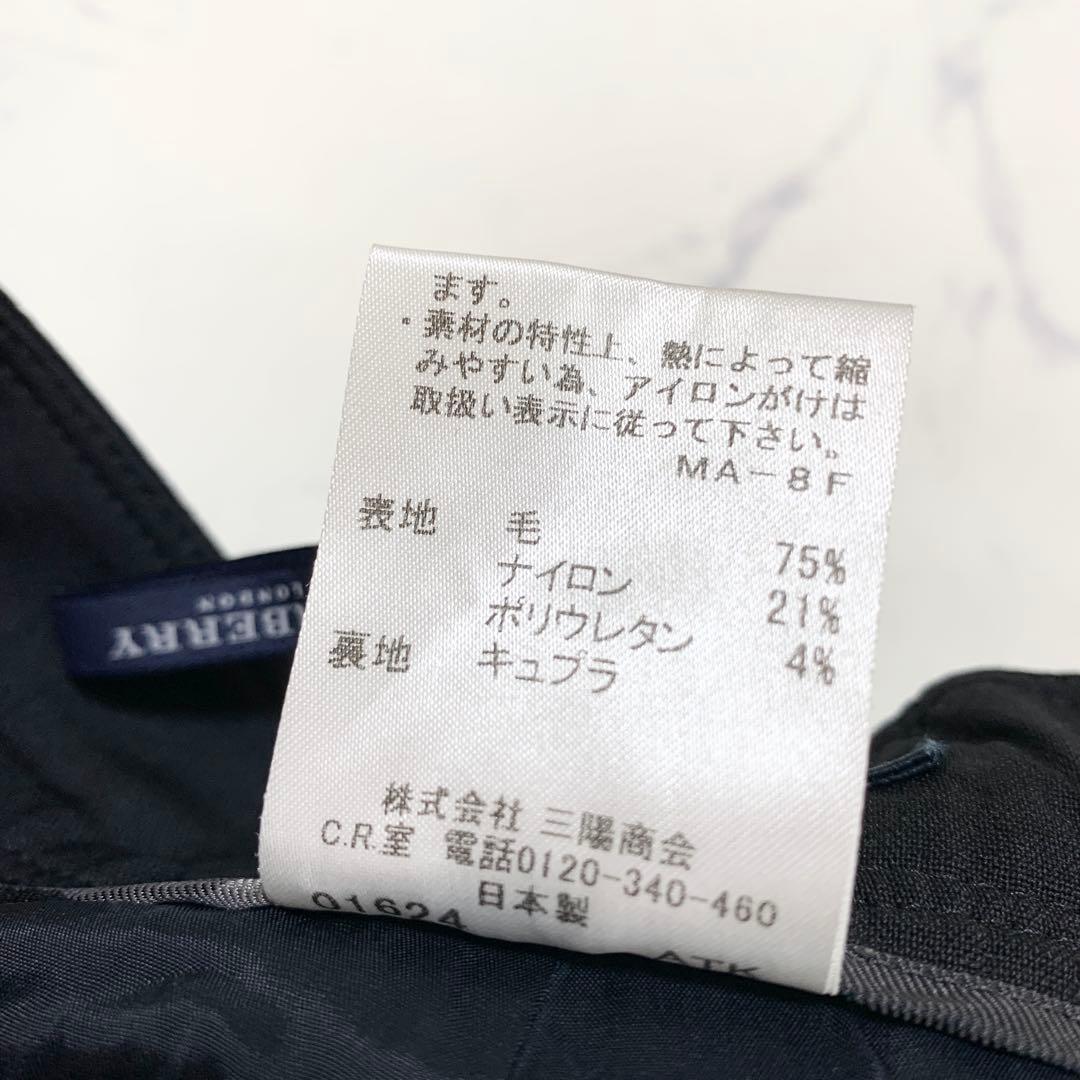 ます。
・素材の特性上、熱によって縮
みやすい為、アイロンがけは
取扱い表示に従って下さい。
MA-8F
表地 毛 75%
ナイロン 21%
ポリウレタン 4%
裏地 キュプラ
株式会社 三陽商会
C.R.室 電話0120-340-460
日本製
01624 ATK
RBERRY
LONDON